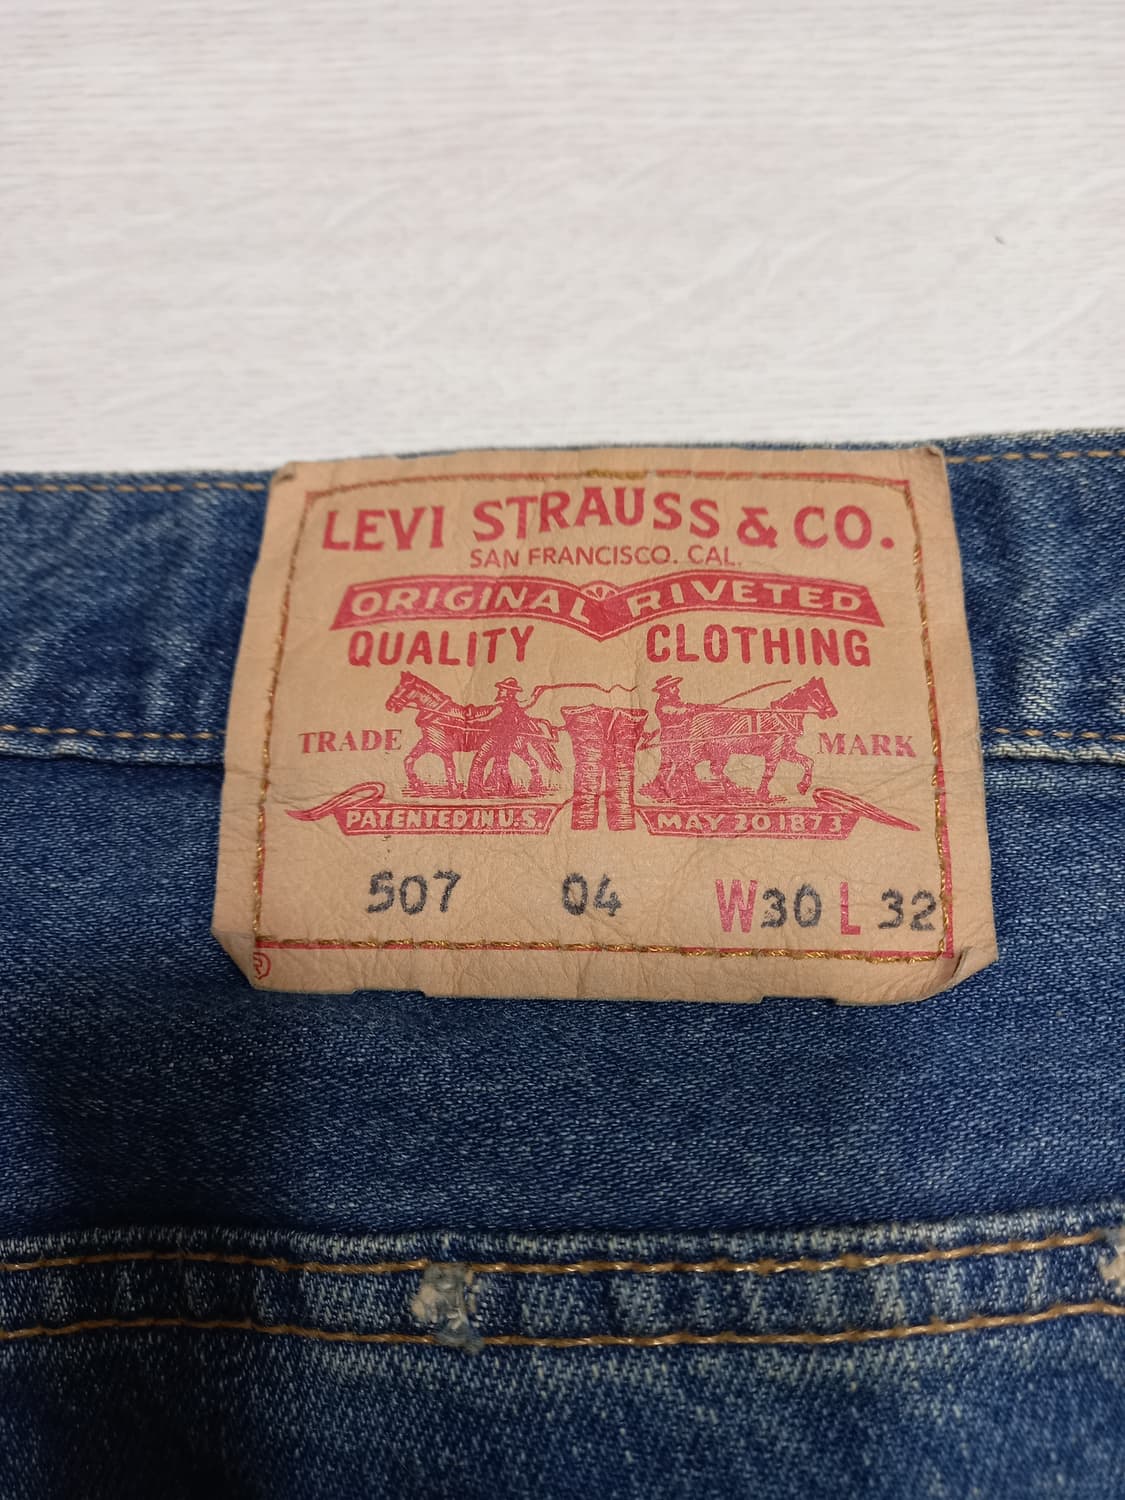 LEVI STRAUSS & CO.
SAN FRANCISCO. CAL.
ORIGINAL RIVETED
QUALITY CLOTHING
TRADE MARK
PATENTED IN U.S. MAY 20 1873
507 04 W30 L 32
®